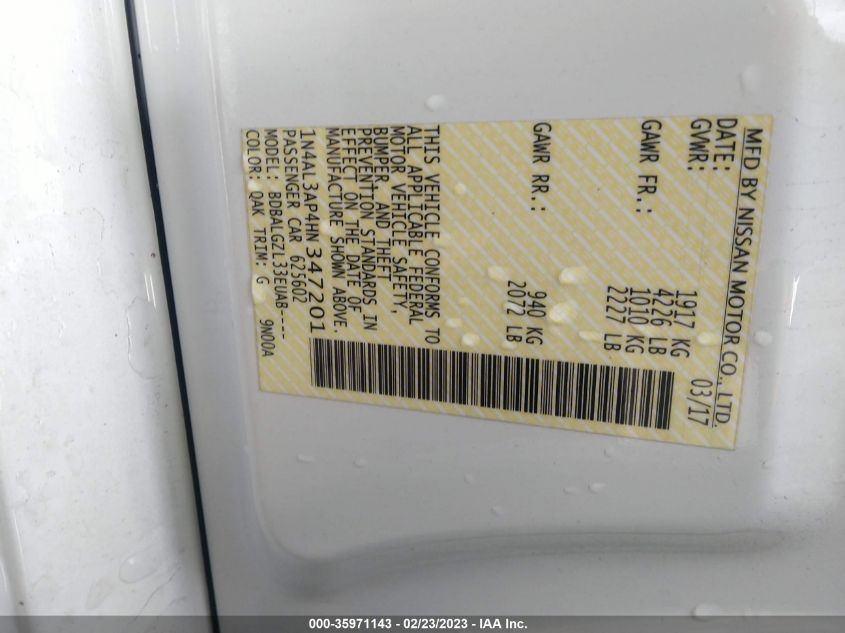 MFD BY NISSAN MOTOR CO., LTD.
DATE: 03/17
GVWR: 1917 KG
4226 LB
GAWR FR.: 1010 KG
2227 LB
GAWR RR.: 940 KG
2072 LB
THIS VEHICLE CONFORMS TO
ALL APPLICABLE FEDERAL
MOTOR VEHICLE SAFETY,
BUMPER, AND THEFT
PREVENTION STANDARDS IN
EFFECT ON THE DATE OF
MANUFACTURE SHOWN ABOVE.
1N4AL3AP4HN347201
PASSENGER CAR 625602
MODEL: BDBALGZL33EUAB----
COLOR: QAK TRIM: G 9N00A
000-35971143 - 02/23/2023 - IAA Inc.